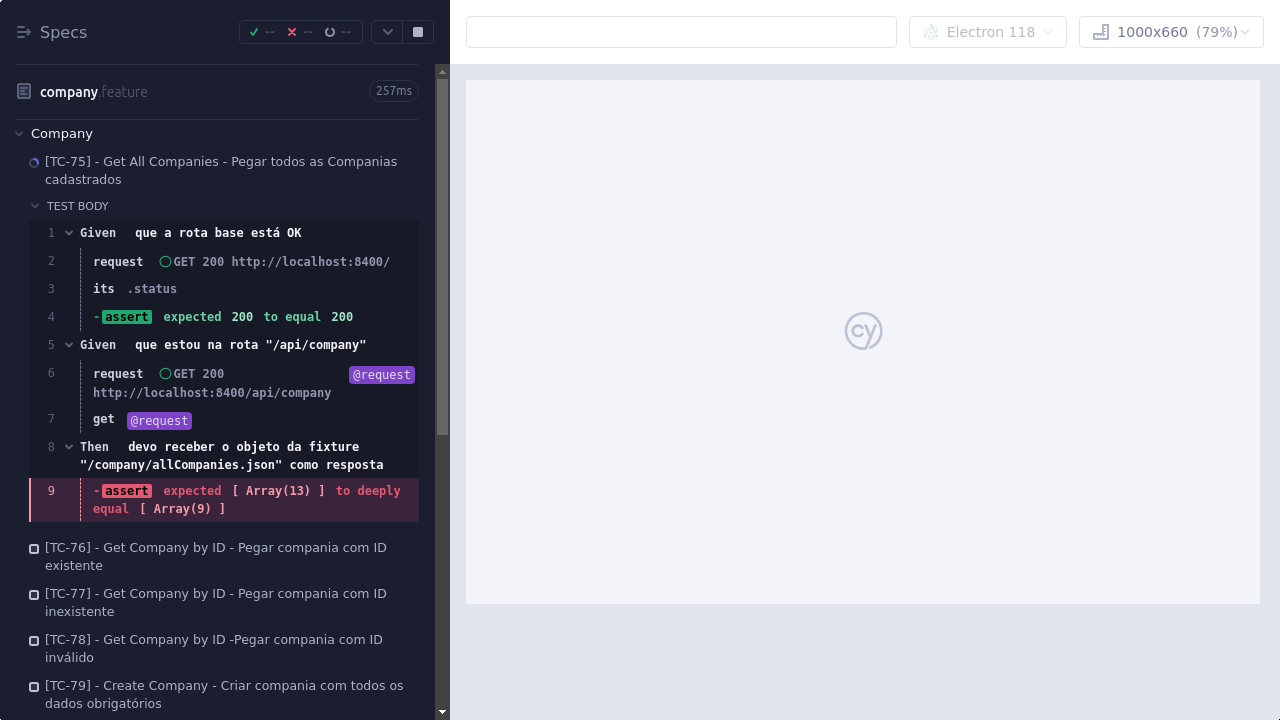 Specs
--
--
--
Electron 118
1000x660 (79%)
company.feature
257ms
Company
[TC-75] - Get All Companies - Pegar todos as Companias
cadastrados
TEST BODY
1 Given que a rota base está OK
2 request GET 200 http://localhost:8400/
3 its .status
4 -assert expected 200 to equal 200
5 Given que estou na rota "/api/company"
6 request GET 200 @request
http://localhost:8400/api/company
7 get @request
8 Then devo receber o objeto da fixture
"/company/allCompanies.json" como resposta
9 -assert expected [ Array(13) ] to deeply
equal [ Array(9) ]
[TC-76] - Get Company by ID - Pegar compania com ID
existente
[TC-77] - Get Company by ID - Pegar compania com ID
inexistente
[TC-78] - Get Company by ID -Pegar compania com ID
inválido
[TC-79] - Create Company - Criar compania com todos os
dados obrigatórios
cy